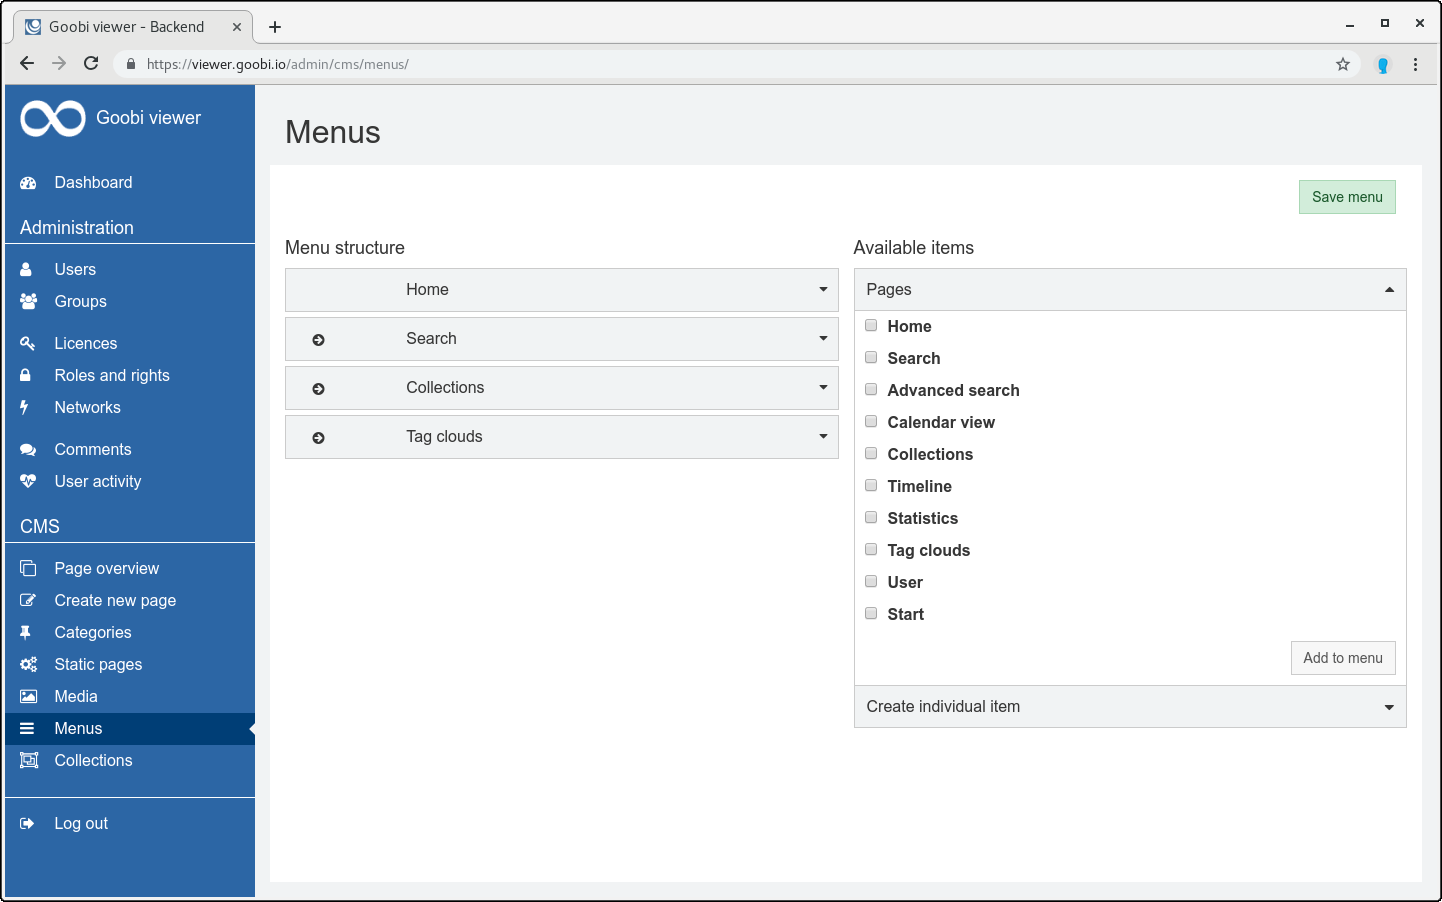 Goobi viewer - Backend
https://viewer.goobi.io/admin/cms/menus/
Goobi viewer
Dashboard
Administration
Users
Groups
Licences
Roles and rights
Networks
Comments
User activity
CMS
Page overview
Create new page
Categories
Static pages
Media
Menus
Collections
Log out
Menus
Save menu
Menu structure
Home
Search
Collections
Tag clouds
Available items
Pages
Home
Search
Advanced search
Calendar view
Collections
Timeline
Statistics
Tag clouds
User
Start
Add to menu
Create individual item